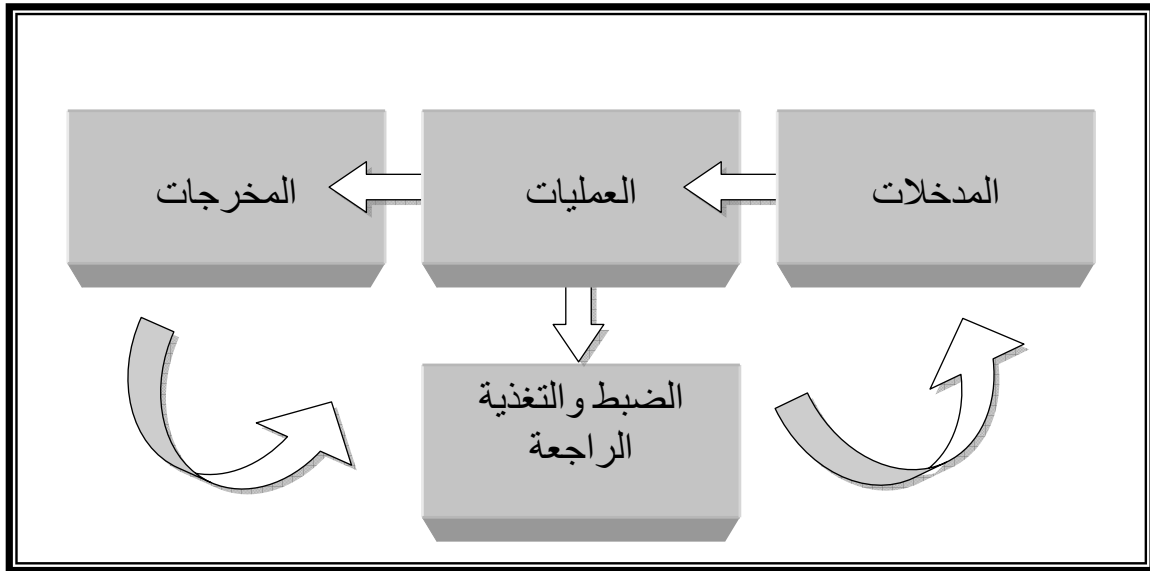 المدخلات
العمليات
المخرجات
الضبط والتغذية
الراجعة